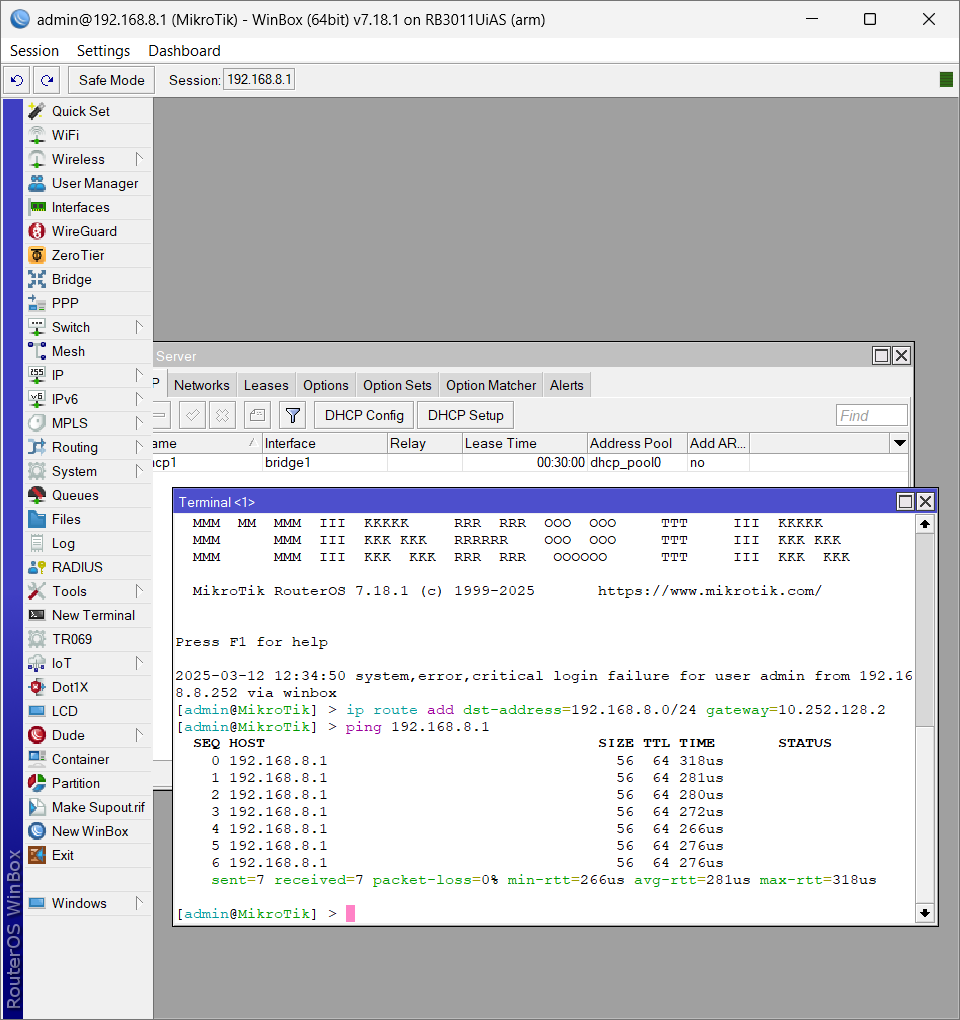 admin@192.168.8.1 (MikroTik) - WinBox (64bit) v7.18.1 on RB3011UiAS (arm)
Session Settings Dashboard
Safe Mode Session: 192.168.8.1
Quick Set
WiFi
Wireless
User Manager
Interfaces
WireGuard
ZeroTier
Bridge
PPP
Switch
Mesh
IP
IPv6
MPLS
Routing
System
Queues
Files
Log
RADIUS
Tools
New Terminal
TR069
IoT
Dot1X
LCD
Dude
Container
Partition
Make Supout.rif
New WinBox
Exit
Windows
RouterOS WinBox
Server
P Networks Leases Options Option Sets Option Matcher Alerts
DHCP Config DHCP Setup Find
ame Interface Relay Lease Time Address Pool Add AR...
cp1 bridge1 00:30:00 dhcp_pool0 no
Terminal <1>
MMM MM MMM III KKKKK RRR RRR OOO OOO TTT III KKKKK
MMM MMM III KKK KKK RRRRRR OOO OOO TTT III KKK KKK
MMM MMM III KKK KKK RRR RRR OOOOOO TTT III KKK KKK
MikroTik RouterOS 7.18.1 (c) 1999-2025 https://www.mikrotik.com/
Press F1 for help
2025-03-12 12:34:50 system,error,critical login failure for user admin from 192.16
8.8.252 via winbox
[admin@MikroTik] > ip route add dst-address=192.168.8.0/24 gateway=10.252.128.2
[admin@MikroTik] > ping 192.168.8.1
SEQ HOST SIZE TTL TIME STATUS
0 192.168.8.1 56 64 318us
1 192.168.8.1 56 64 281us
2 192.168.8.1 56 64 280us
3 192.168.8.1 56 64 272us
4 192.168.8.1 56 64 266us
5 192.168.8.1 56 64 276us
6 192.168.8.1 56 64 276us
sent=7 received=7 packet-loss=0% min-rtt=266us avg-rtt=281us max-rtt=318us
[admin@MikroTik] >